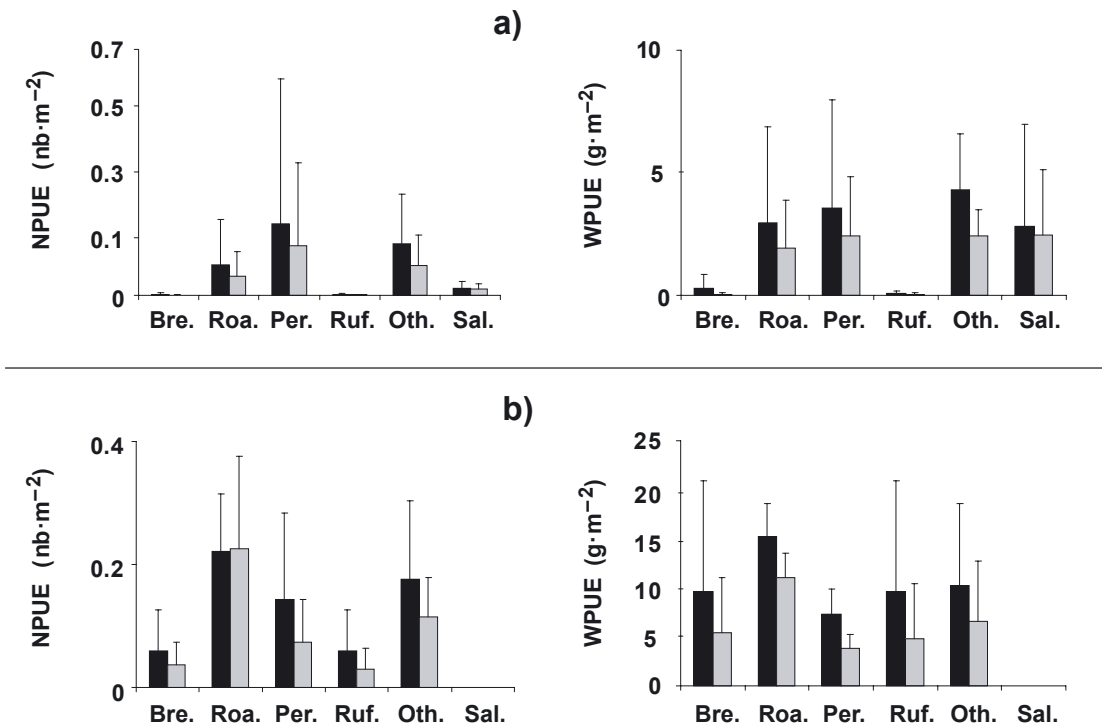 a)
NPUE (nb·m⁻²)
0.7
0.5
0.3
0.1
0
Bre. Roa. Per. Ruf. Oth. Sal.
WPUE (g·m⁻²)
10
5
0
Bre. Roa. Per. Ruf. Oth. Sal.
b)
NPUE (nb·m⁻²)
0.4
0.2
0
Bre. Roa. Per. Ruf. Oth. Sal.
WPUE (g·m⁻²)
25
20
15
10
5
0
Bre. Roa. Per. Ruf. Oth. Sal.